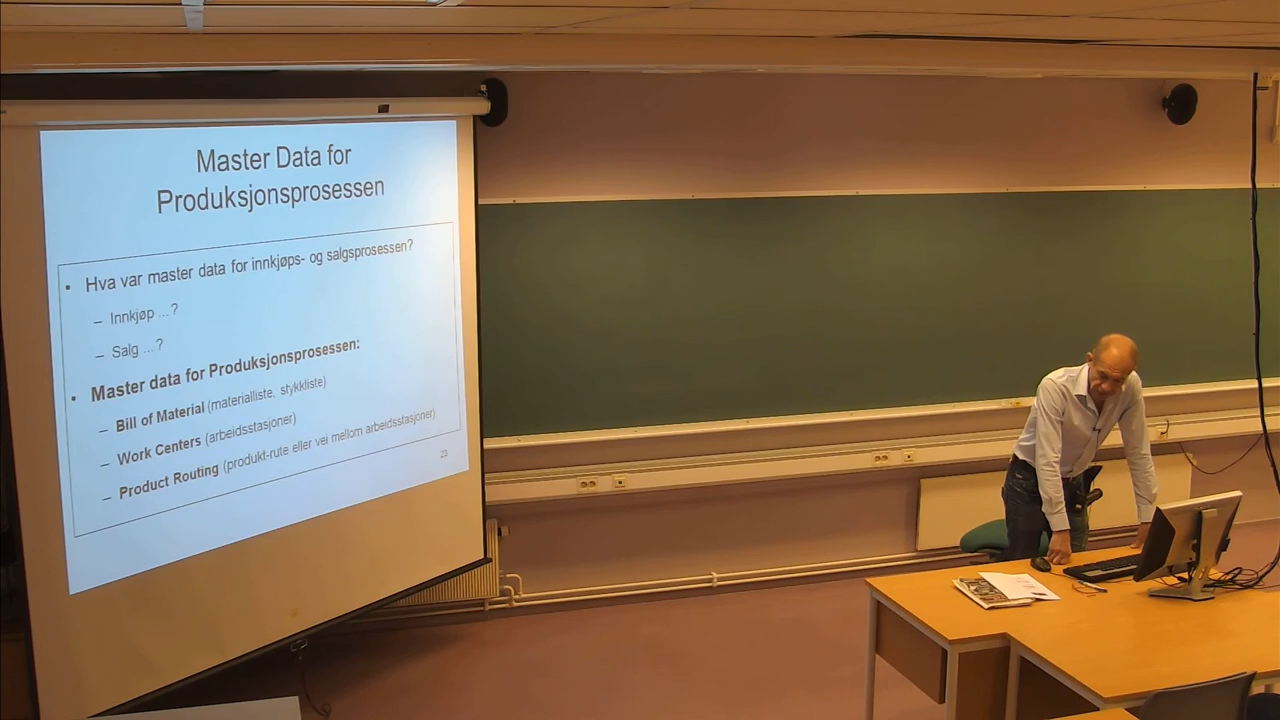 Master Data for
Produksjonsprosessen
• Hva var master data for innkjøps- og salgsprosessen?
– Innkjøp ...?
– Salg ...?
• Master data for Produksjonsprosessen:
– Bill of Material (materialliste, stykkliste)
– Work Centers (arbeidsstasjoner)
– Product Routing (produkt-rute eller vei mellom arbeidsstasjoner)
23